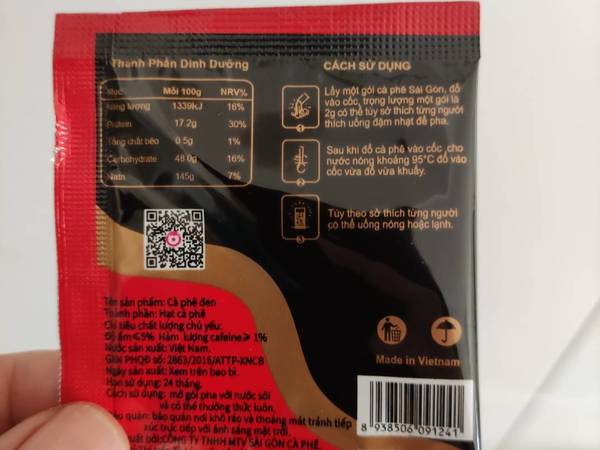 Thành Phần Dinh Dưỡng
Mục Mỗi 100g NRV%
Năng lượng 1339kJ 16%
Protein 17.2g 30%
Tổng chất béo 0.5g 1%
Carbohydrate 48.0g 16%
Natri 145g 7%
CÁCH SỬ DỤNG
Lấy một gói cà phê Sài Gòn, đổ
vào cốc, trọng lượng một gói là
2g có thể tùy sở thích từng người
thích uống đậm nhạt để pha.
1
Sau khi đổ cà phê vào cốc ,cho
nước nóng khoảng 95°C đổ vào
cốc vừa đổ vừa khuấy.
2
Tùy theo sở thích từng người
có thể uống nóng hoặc lạnh.
3
Tên sản phẩm: Cà phê đen
Thành phần: Hạt cà phê
Chỉ tiêu chất lượng chủ yếu:
Độ ẩm⩽5% Hàm lượng cafeine⩾ 1%
Nước sản xuất: Việt Nam.
GXN PHQĐ số: 2863/2016/ATTP-XNCB
Ngày sản xuất: Xem trên bao bì.
Hạn sử dụng: 24 tháng.
Cách sử dụng: mở gói pha với nước sôi
và có thể thưởng thức luôn.
Bảo quản: bảo quản nơi khô ráo và thoáng mát tránh tiếp
xúc trực tiếp với ánh sáng mặt trời.
xuất bởi:CÔNG TY TNHH MTV SÀI GÒN CÀ PHÊ
Made in Vietnam
8 938506 091241